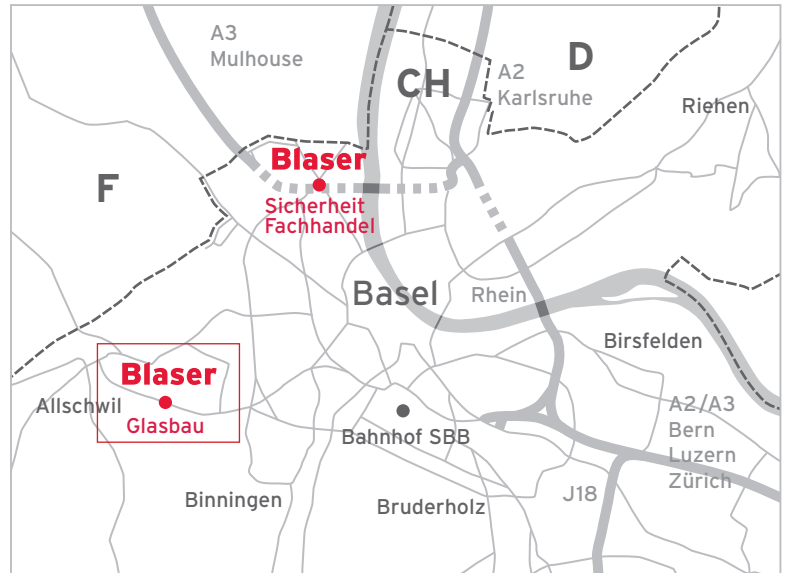 A3
Mulhouse
CH
D
A2
Karlsruhe
Riehen
F
Blaser
Sicherheit
Fachhandel
Basel
Rhein
Birsfelden
Blaser
Allschwil
Glasbau
Bahnhof SBB
A2/A3
Bern
Luzern
Zürich
Binningen
Bruderholz
J18